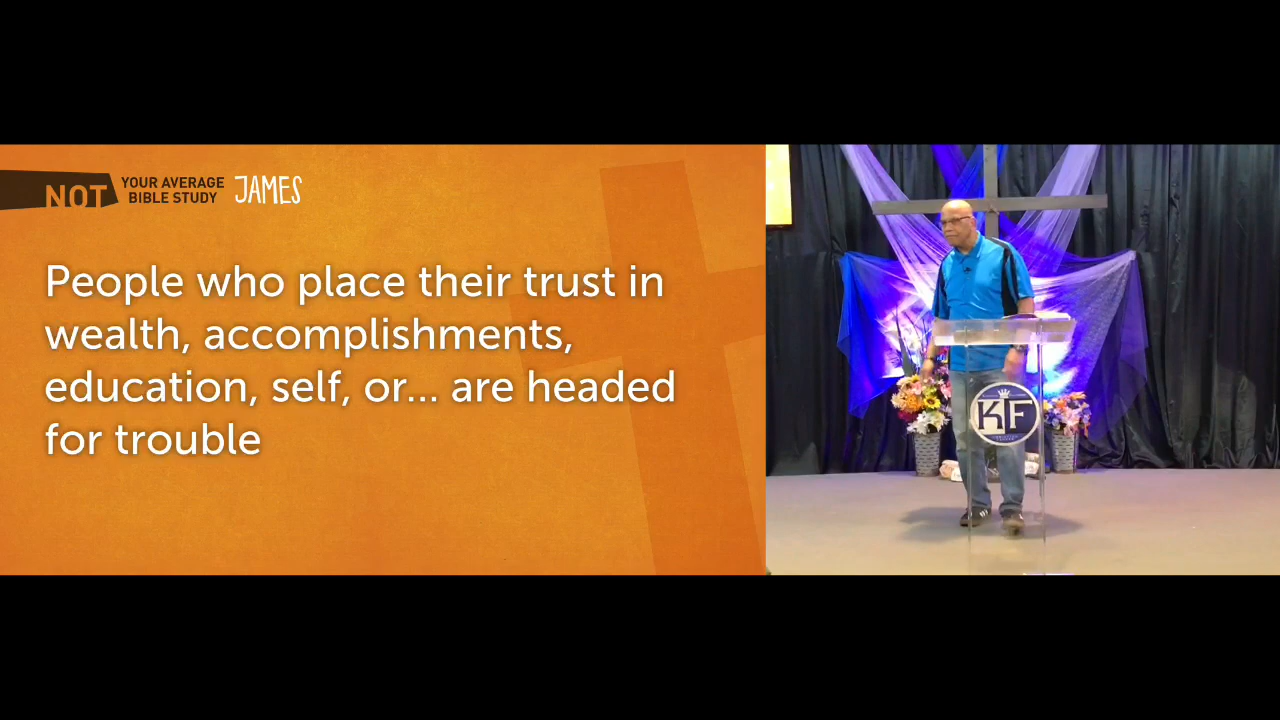 NOT YOUR AVERAGE
BIBLE STUDY
JAMES
People who place their trust in
wealth, accomplishments,
education, self, or... are headed
for trouble
KTF